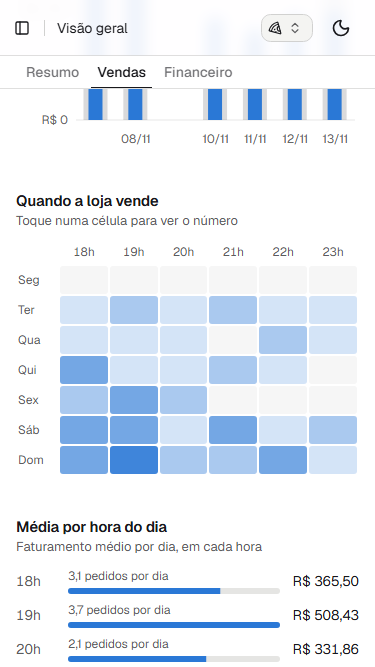 Visão geral
Resumo Vendas Financeiro
R$ 0
08/11 10/11 11/11 12/11 13/11
Quando a loja vende
Toque numa célula para ver o número
18h 19h 20h 21h 22h 23h
Seg
Ter
Qua
Qui
Sex
Sáb
Dom
Média por hora do dia
Faturamento médio por dia, em cada hora
18h 3,1 pedidos por dia R$ 365,50
19h 3,7 pedidos por dia R$ 508,43
20h 2,1 pedidos por dia R$ 331,86